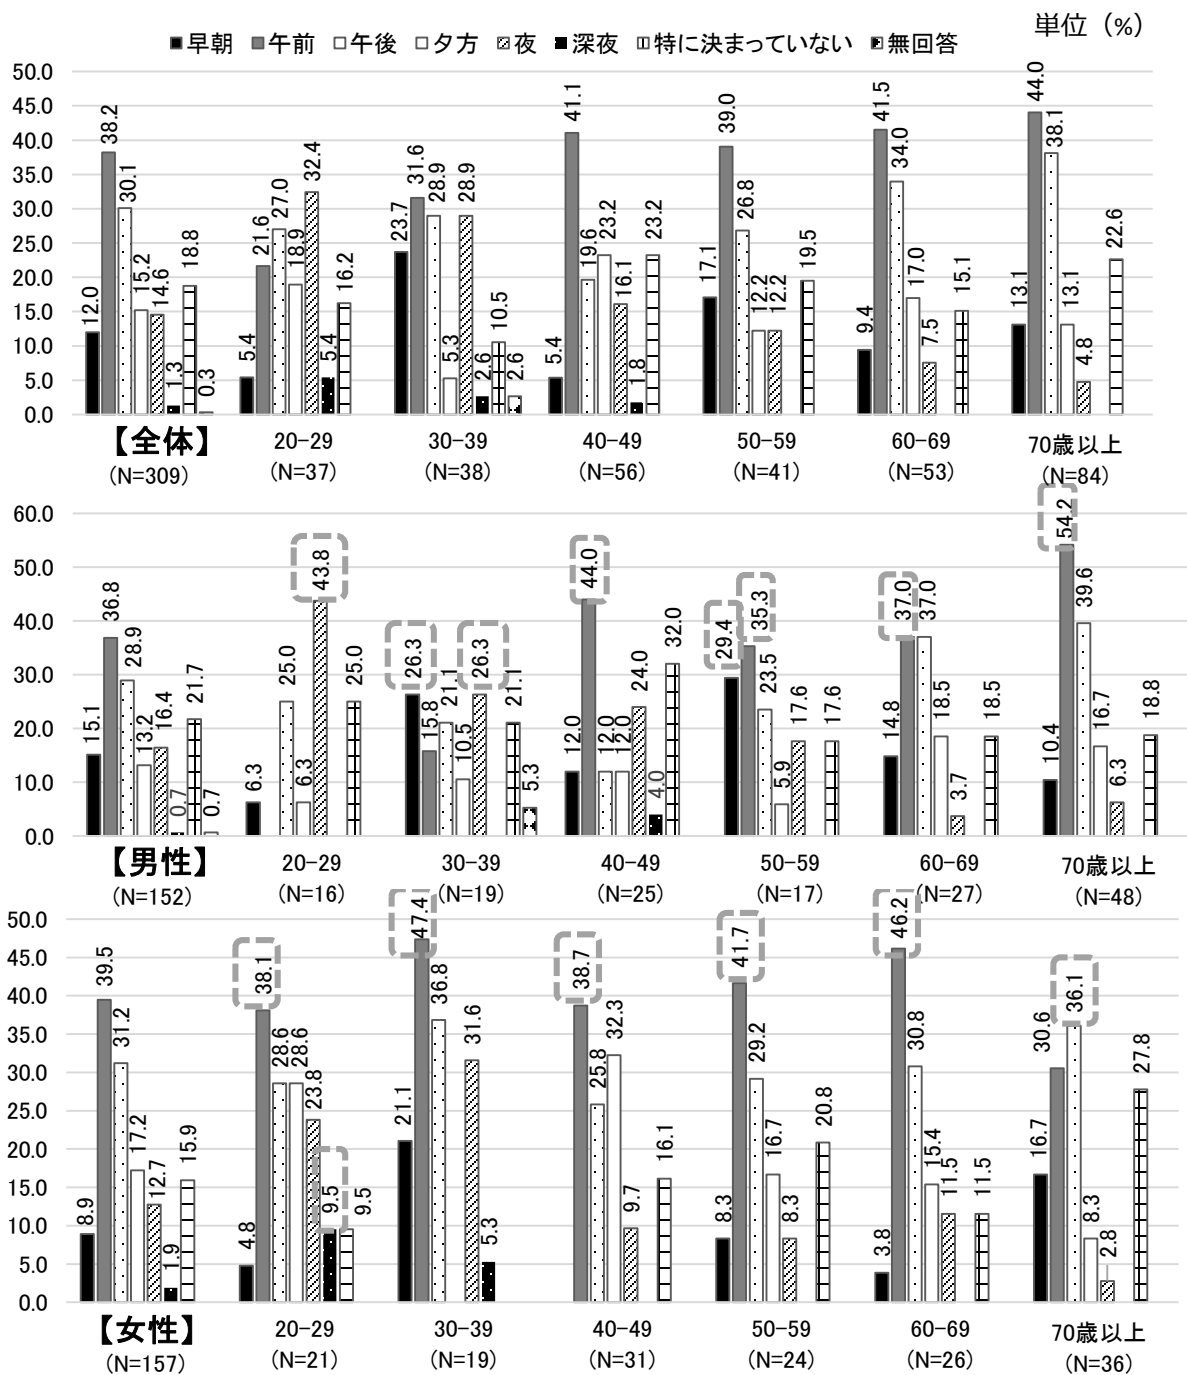 単位（%）
■早朝 ■午前 □午後 □夕方 夜 ■深夜 特に決まっていない 無回答
50.0
45.0
40.0
35.0
30.0
25.0
20.0
15.0
10.0
5.0
0.0
12.0 38.2 30.1 15.2 14.6 1.3 18.8 0.3
5.4 21.6 27.0 18.9 32.4 5.4 16.2
23.7 31.6 28.9 5.3 28.9 2.6 10.5 2.6
5.4 41.1 19.6 23.2 16.1 1.8 23.2
17.1 39.0 26.8 12.2 12.2 19.5
9.4 41.5 34.0 17.0 7.5 15.1
13.1 44.0 38.1 13.1 4.8 22.6
【全体】 20-29 30-39 40-49 50-59 60-69 70歳以上
(N=309) (N=37) (N=38) (N=56) (N=41) (N=53) (N=84)
60.0
50.0
40.0
30.0
20.0
10.0
0.0
15.1 36.8 28.9 13.2 16.4 0.7 21.7 0.7
6.3 25.0 6.3 43.8 25.0
26.3 15.8 21.1 10.5 26.3 21.1 5.3
12.0 44.0 12.0 12.0 24.0 4.0 32.0
29.4 35.3 23.5 5.9 17.6 17.6
14.8 37.0 37.0 18.5 3.7 18.5
10.4 54.2 39.6 16.7 6.3 18.8
【男性】 20-29 30-39 40-49 50-59 60-69 70歳以上
(N=152) (N=16) (N=19) (N=25) (N=17) (N=27) (N=48)
50.0
45.0
40.0
35.0
30.0
25.0
20.0
15.0
10.0
5.0
0.0
8.9 39.5 31.2 17.2 12.7 1.9 15.9
4.8 38.1 28.6 28.6 23.8 9.5 9.5
21.1 47.4 36.8 31.6 5.3
38.7 25.8 32.3 9.7 16.1
8.3 41.7 29.2 16.7 8.3 20.8
3.8 46.2 30.8 15.4 11.5 11.5
16.7 30.6 36.1 8.3 2.8 27.8
【女性】 20-29 30-39 40-49 50-59 60-69 70歳以上
(N=157) (N=21) (N=19) (N=31) (N=24) (N=26) (N=36)